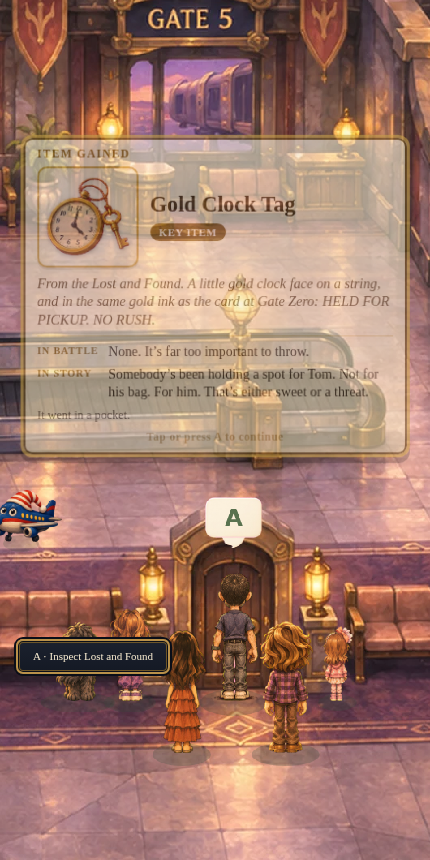 GATE 5
ITEM GAINED
Gold Clock Tag
KEY ITEM
From the Lost and Found. A little gold clock face on a string,
and in the same gold ink as the card at Gate Zero: HELD FOR
PICKUP. NO RUSH.
IN BATTLE None. It’s far too important to throw.
IN STORY Somebody’s been holding a spot for Tom. Not for
his bag. For him. That’s either sweet or a threat.
It went in a pocket.
Tap or press A to continue
A
A · Inspect Lost and Found